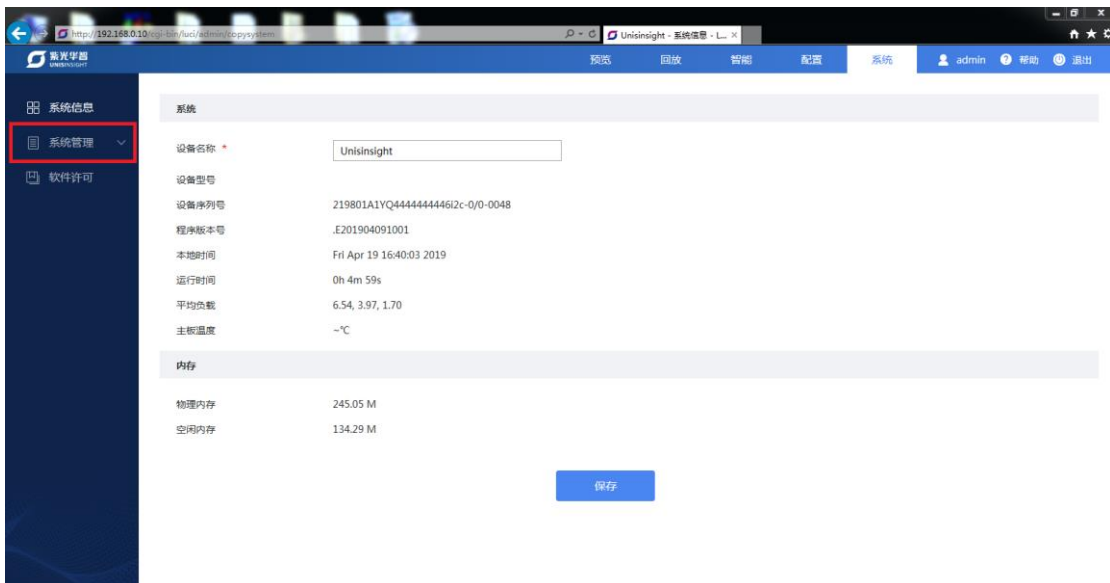 http://192.168.0.10/cgi-bin/luci/admin/copysystem
Unisinsight - 系统信息 - L... ×
紫光华智
UNISINSIGHT
预览 回放 智能 配置 系统 admin 帮助 退出
系统信息
系统管理
软件许可
系统
设备名称 * Unisinsight
设备型号
设备序列号 219801A1YQ4444444446i2c-0/0-0048
程序版本号 .E201904091001
本地时间 Fri Apr 19 16:40:03 2019
运行时间 0h 4m 59s
平均负载 6.54, 3.97, 1.70
主板温度 ~℃
内存
物理内存 245.05 M
空闲内存 134.29 M
保存